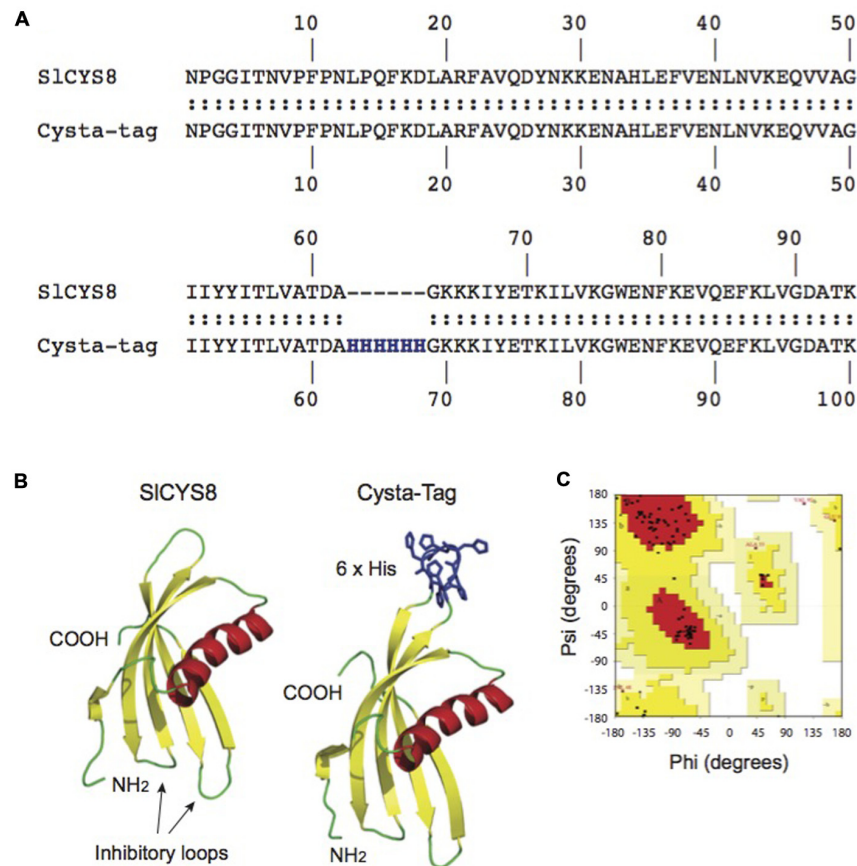 A
10 20 30 40 50
| | | | |
SlCYS8 NPGGITNVPFPNLPQFKDLARFAVQDYNKKENAHLEFVENLNVKEQVVAG
::::::::::::::::::::::::::::::::::::::::::::::::::
Cysta-tag NPGGITNVPFPNLPQFKDLARFAVQDYNKKENAHLEFVENLNVKEQVVAG
| | | | |
10 20 30 40 50
60 70 80 90
| | | |
SlCYS8 IIYYITLVATDA------GKKKIYETKILVKGWENFKEVQEFKLVGDATK
:::::::::::: ::::::::::::::::::::::::::::::::
Cysta-tag IIYYITLVATDAHHHHHHGKKKIYETKILVKGWENFKEVQEFKLVGDATK
| | | | |
60 70 80 90 100
B
SlCYS8
COOH
NH2
Inhibitory loops
Cysta-Tag
6 x His
COOH
NH2
C
Psi (degrees)
180
135
90
45
0
-45
-90
-135
-180
-180 -135 -90 -45 0 45 90 135 180
Phi (degrees)